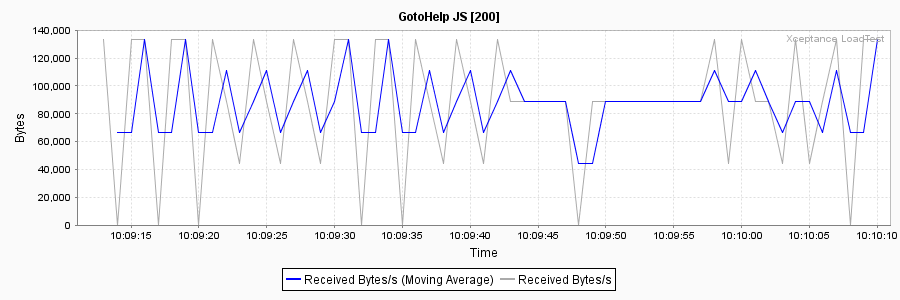 GotoHelp JS [200]
140,000
Xceptance LoadTest
120,000
100,000
80,000
60,000
40,000
20,000
0
Bytes
10:09:15 10:09:20 10:09:25 10:09:30 10:09:35 10:09:40 10:09:45 10:09:50 10:09:55 10:10:00 10:10:05 10:10:10
Time
Received Bytes/s (Moving Average) Received Bytes/s